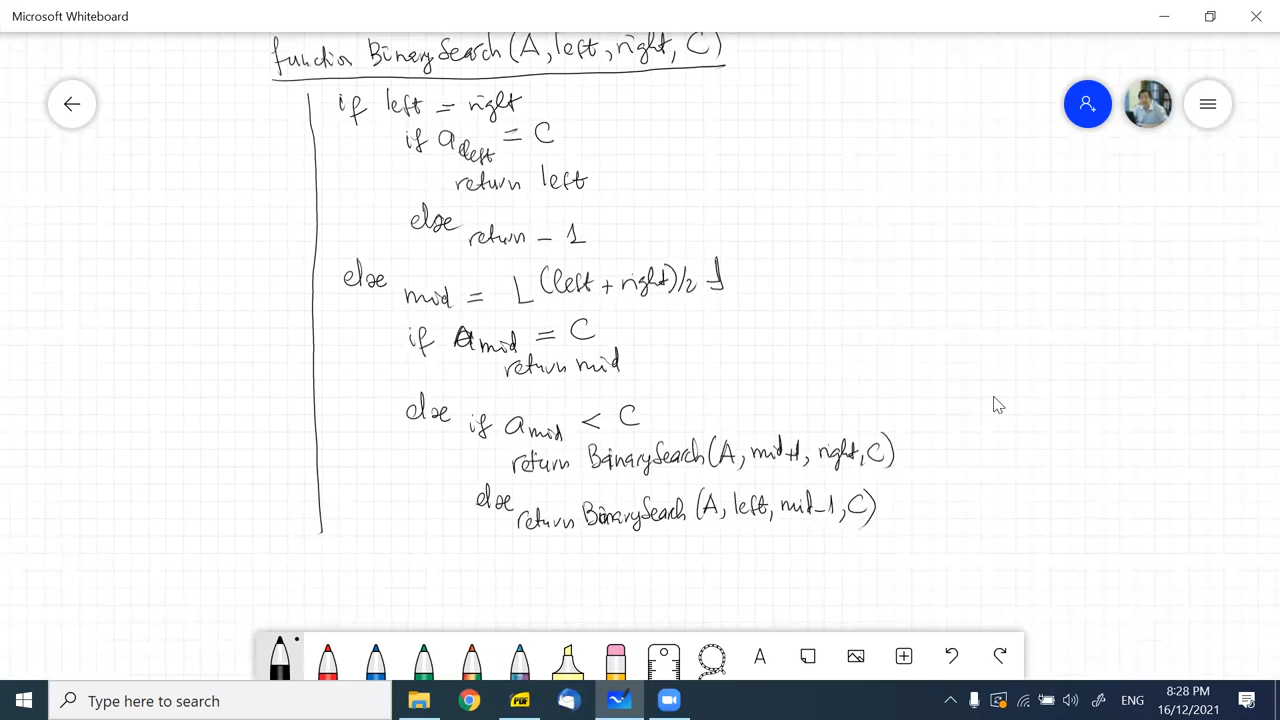 Microsoft Whiteboard
function BinarySearch(A, left, right, C)
if left = right
if a_left = C
return left
else
return -1
else
mid = ⌊(left + right)/2⌋
if a_mid = C
return mid
else if a_mid < C
return BinarySearch(A, mid+1, right, C)
else
return BinarySearch(A, left, mid-1, C)
A
Type here to search
PDF
ENG
8:28 PM
16/12/2021